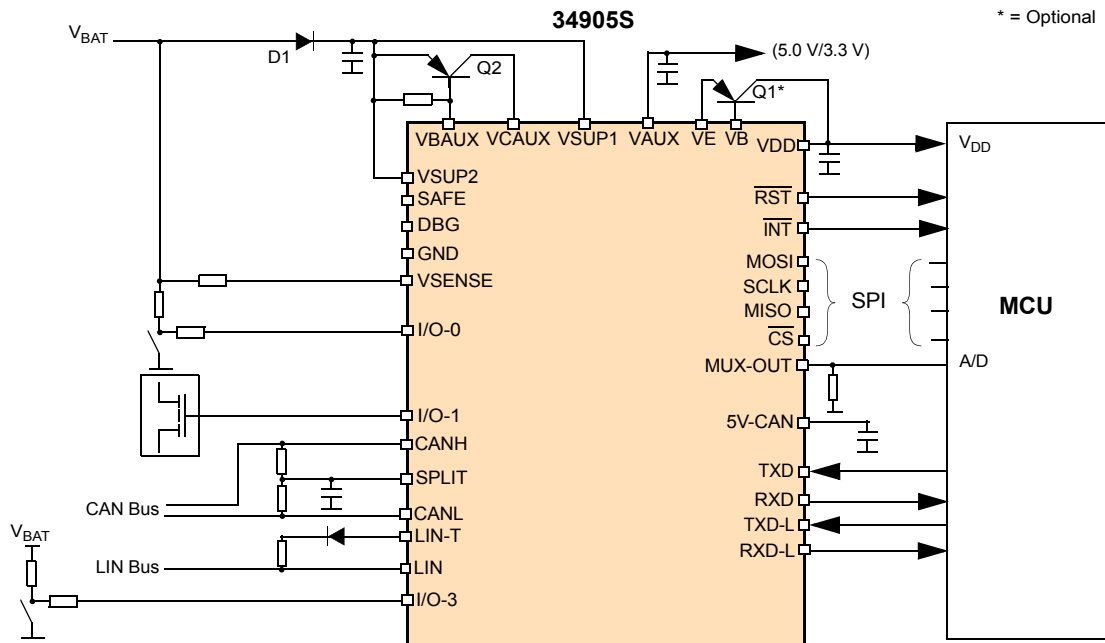 34905S
* = Optional
VBAT
D1
Q2
(5.0 V/3.3 V)
Q1*
VBAUX VCAUX VSUP1 VAUX VE VB
VDD
VDD
VSUP2
SAFE
RST
DBG
INT
GND
MOSI
VSENSE
SCLK
SPI
MCU
MISO
I/O-0
CS
MUX-OUT
A/D
I/O-1
5V-CAN
CANH
SPLIT
TXD
CAN Bus
CANL
RXD
VBAT
LIN-T
TXD-L
RXD-L
LIN Bus
LIN
I/O-3